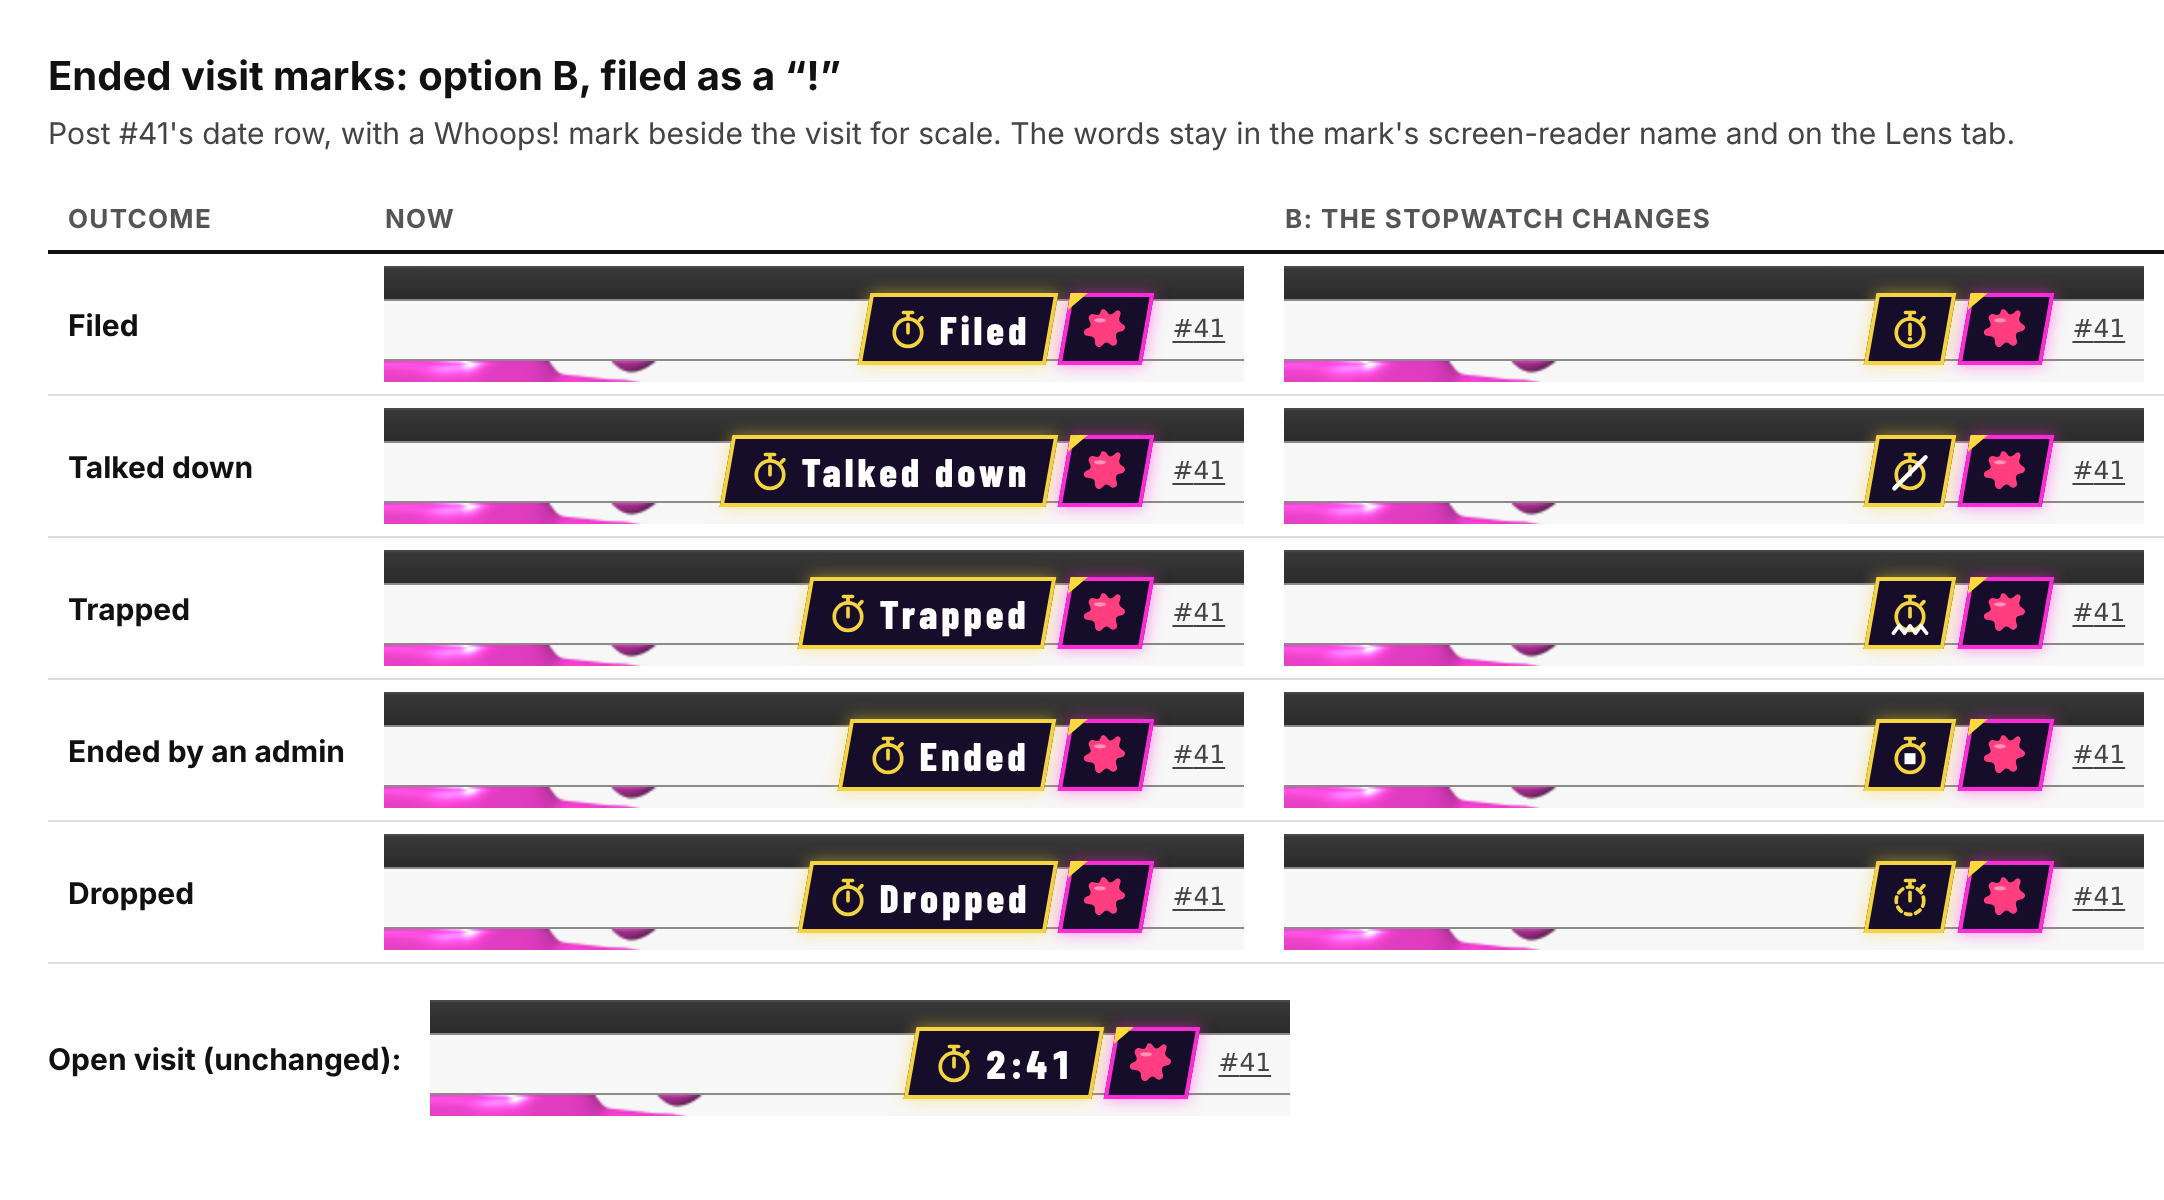 Ended visit marks: option B, filed as a “!”
Post #41's date row, with a Whoops! mark beside the visit for scale. The words stay in the mark's screen-reader name and on the Lens tab.
OUTCOME NOW B: THE STOPWATCH CHANGES
Filed Filed #41 #41
Talked down Talked down #41 #41
Trapped Trapped #41 #41
Ended by an admin Ended #41 #41
Dropped Dropped #41 #41
Open visit (unchanged): 2:41 #41